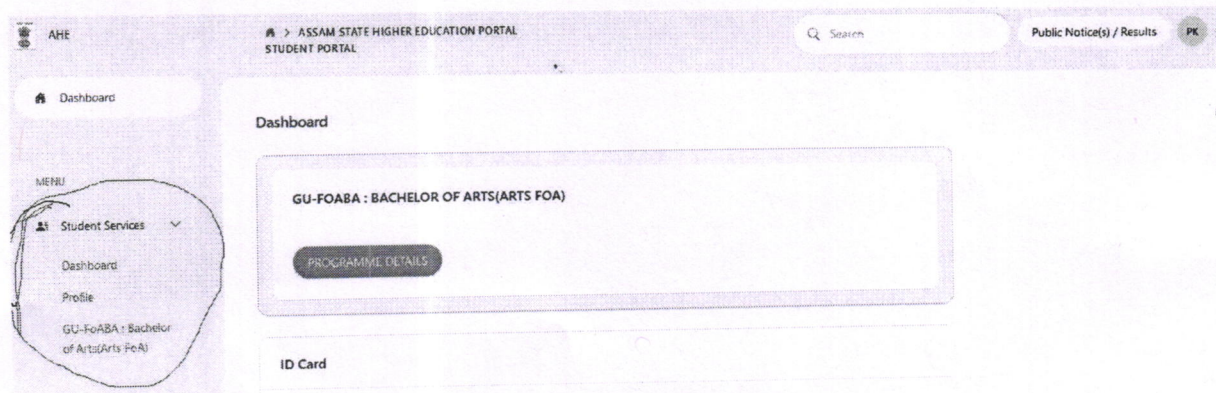 AHE
> ASSAM STATE HIGHER EDUCATION PORTAL
STUDENT PORTAL
Search
Public Notice(s) / Results
PK
Dashboard
MENU
Student Services
Dashboard
Profile
GU-FoABA : Bachelor
of Arts(Arts FoA)
Dashboard
GU-FOABA : BACHELOR OF ARTS(ARTS FOA)
PROGRAMME DETAILS
ID Card